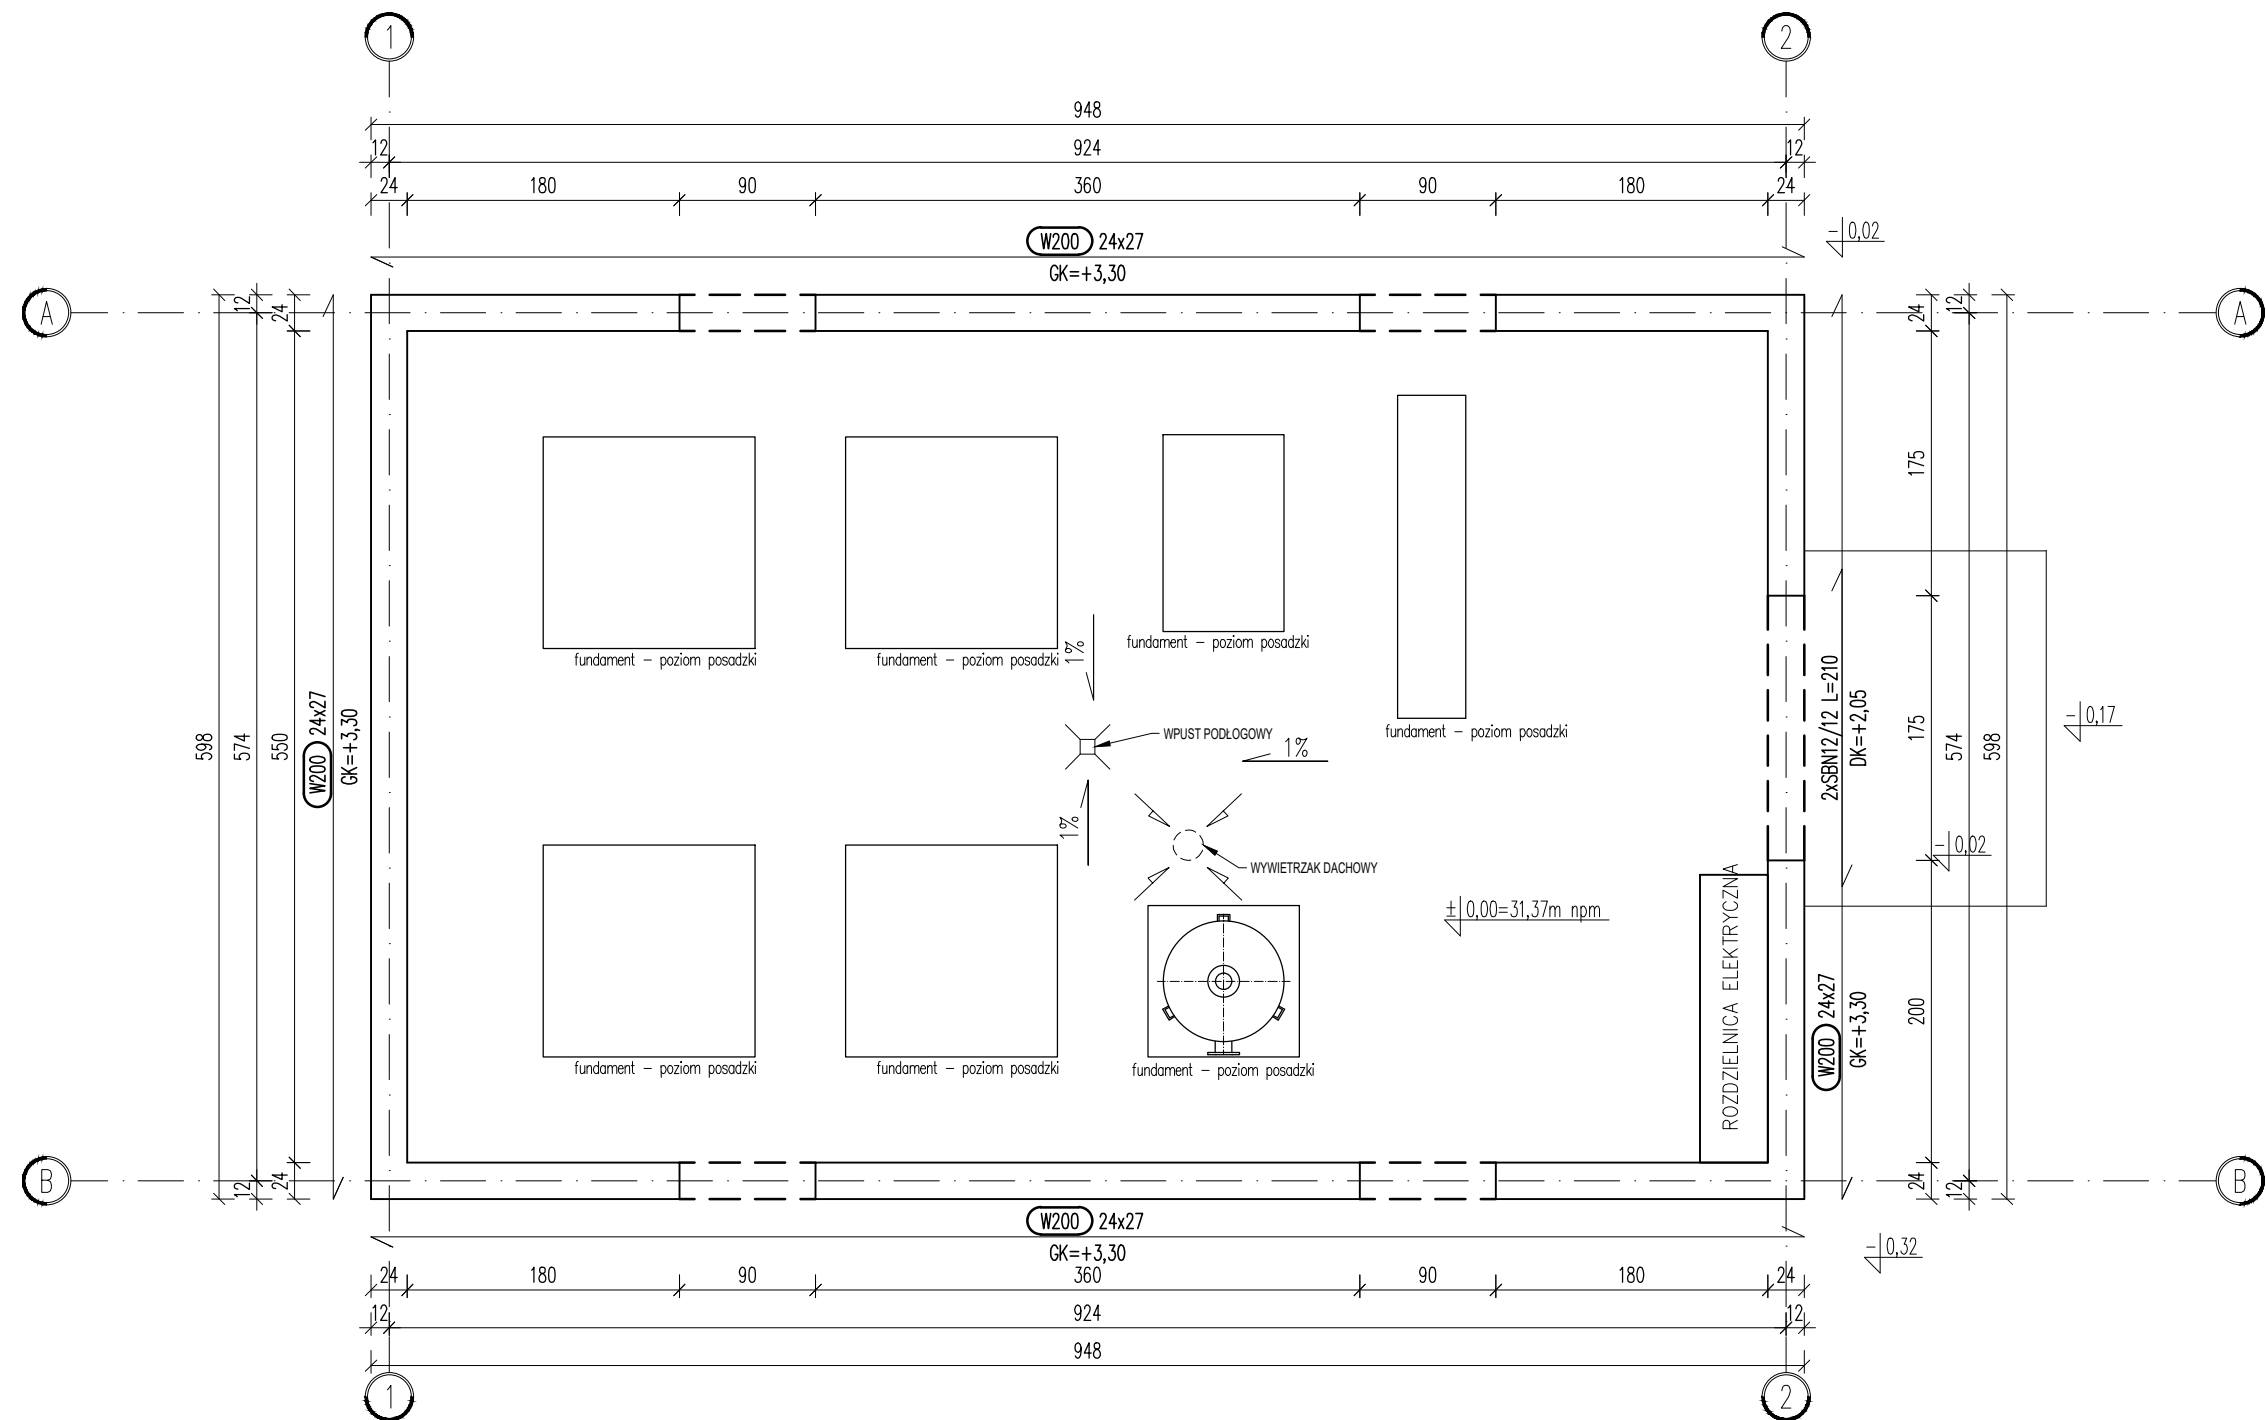 1
2
948
12
924
12
24
180
90
360
90
180
24
W200 24x27
GK=+3,30
-0,02
A
A
12
24
24
12
598
574
550
W200 24x27
GK=+3,30
fundament - poziom posadzki
fundament - poziom posadzki
fundament - poziom posadzki
fundament - poziom posadzki
1%
WPUST PODŁOGOWY
1%
1%
WYWIETRZAK DACHOWY
±0,00=31,37m npm
fundament - poziom posadzki
fundament - poziom posadzki
fundament - poziom posadzki
ROZDZIELNICA ELEKTRYCZNA
2xSBN12/12 L=210
DK=+2,05
W200 24x27
GK=+3,30
175
175
200
574
598
-0,17
-0,02
B
B
12
24
24
12
W200 24x27
GK=+3,30
-0,32
24
180
90
360
90
180
24
12
924
12
948
1
2